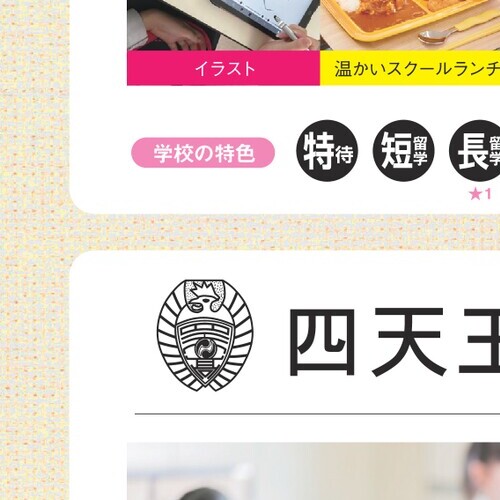 イラスト
温かいスクールランチ
学校の特色
特待
短留学
長留学
★1
四天王